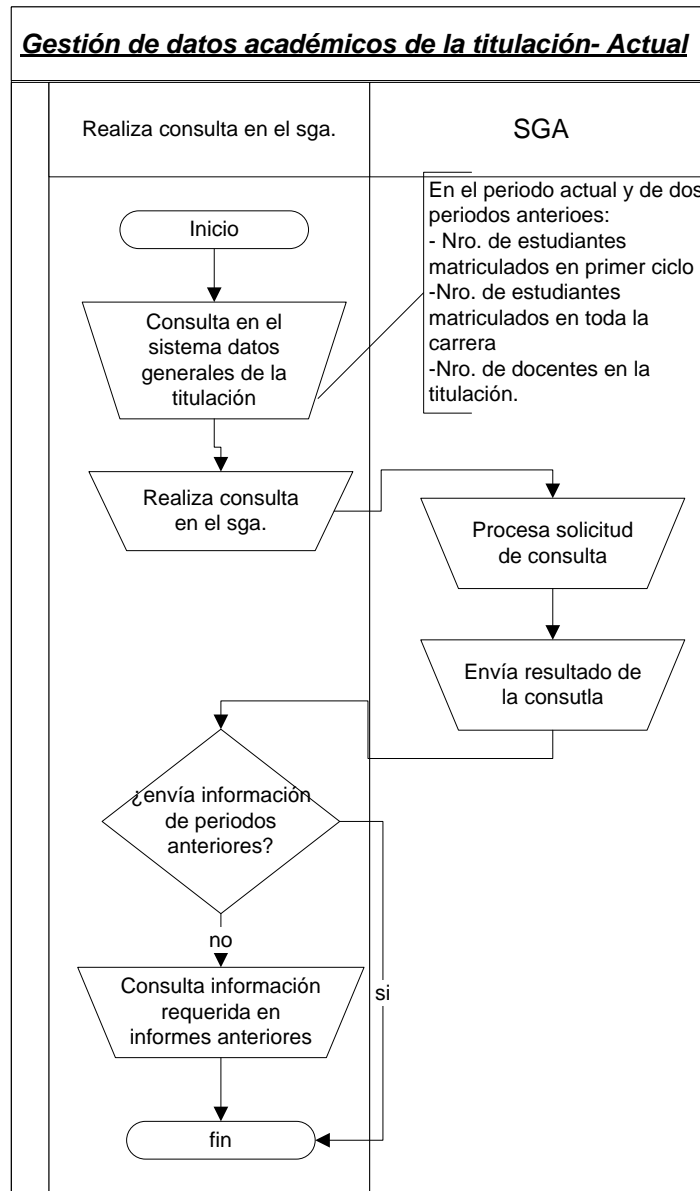 Gestión de datos académicos de la titulación- Actual
Realiza consulta en el sga.
SGA
Inicio
En el periodo actual y de dos
periodos anterioes:
- Nro. de estudiantes
matriculados en primer ciclo
-Nro. de estudiantes
matriculados en toda la
carrera
-Nro. de docentes en la
titulación.
Consulta en el
sistema datos
generales de la
titulación
Realiza consulta
en el sga.
Procesa solicitud
de consulta
Envía resultado de
la consutla
¿envía información
de periodos
anteriores?
no
si
Consulta información
requerida en
informes anteriores
fin